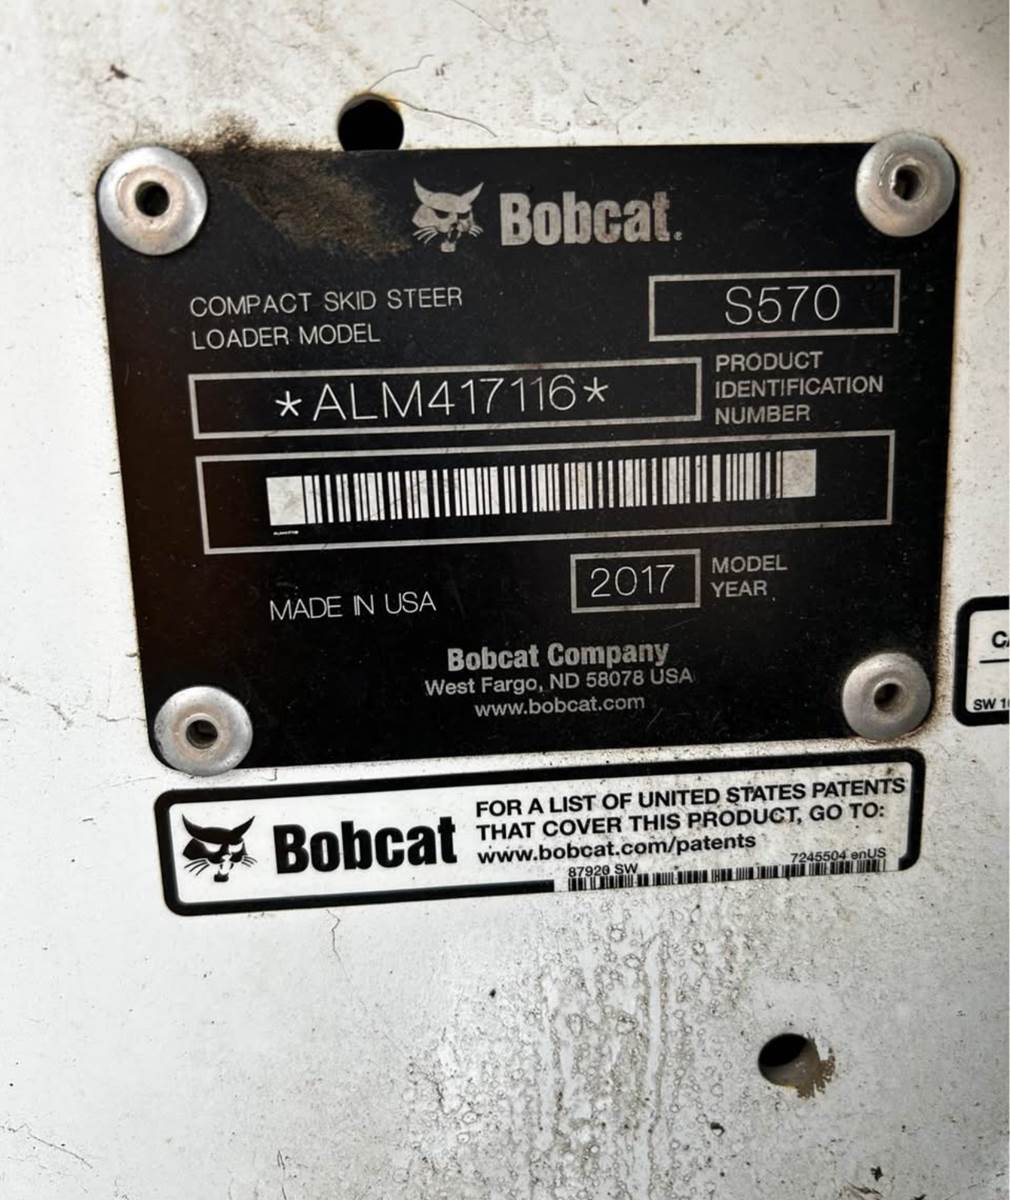 Bobcat.
COMPACT SKID STEER
LOADER MODEL
S570
*ALM417116*
PRODUCT
IDENTIFICATION
NUMBER
MADE IN USA
2017
MODEL
YEAR
Bobcat Company
West Fargo, ND 58078 USA
www.bobcat.com
Bobcat
FOR A LIST OF UNITED STATES PATENTS
THAT COVER THIS PRODUCT, GO TO:
www.bobcat.com/patents
87920 SW
7245504 enUS
SW